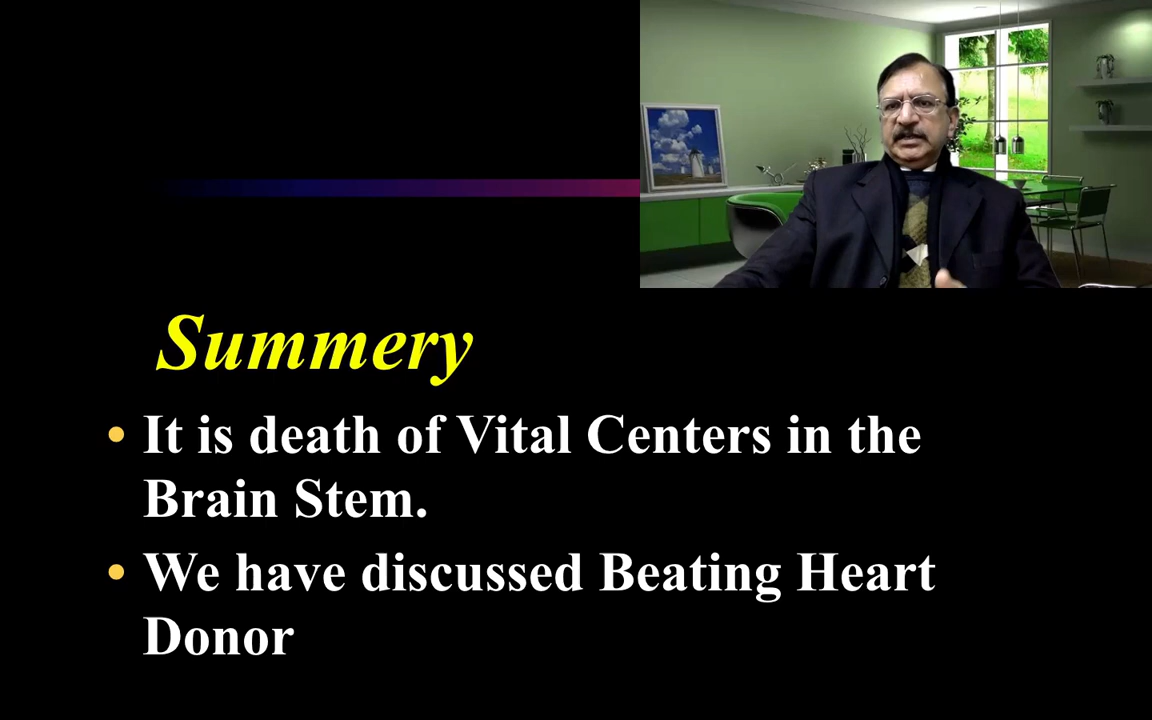 Summery
• It is death of Vital Centers in the
Brain Stem.
• We have discussed Beating Heart
Donor